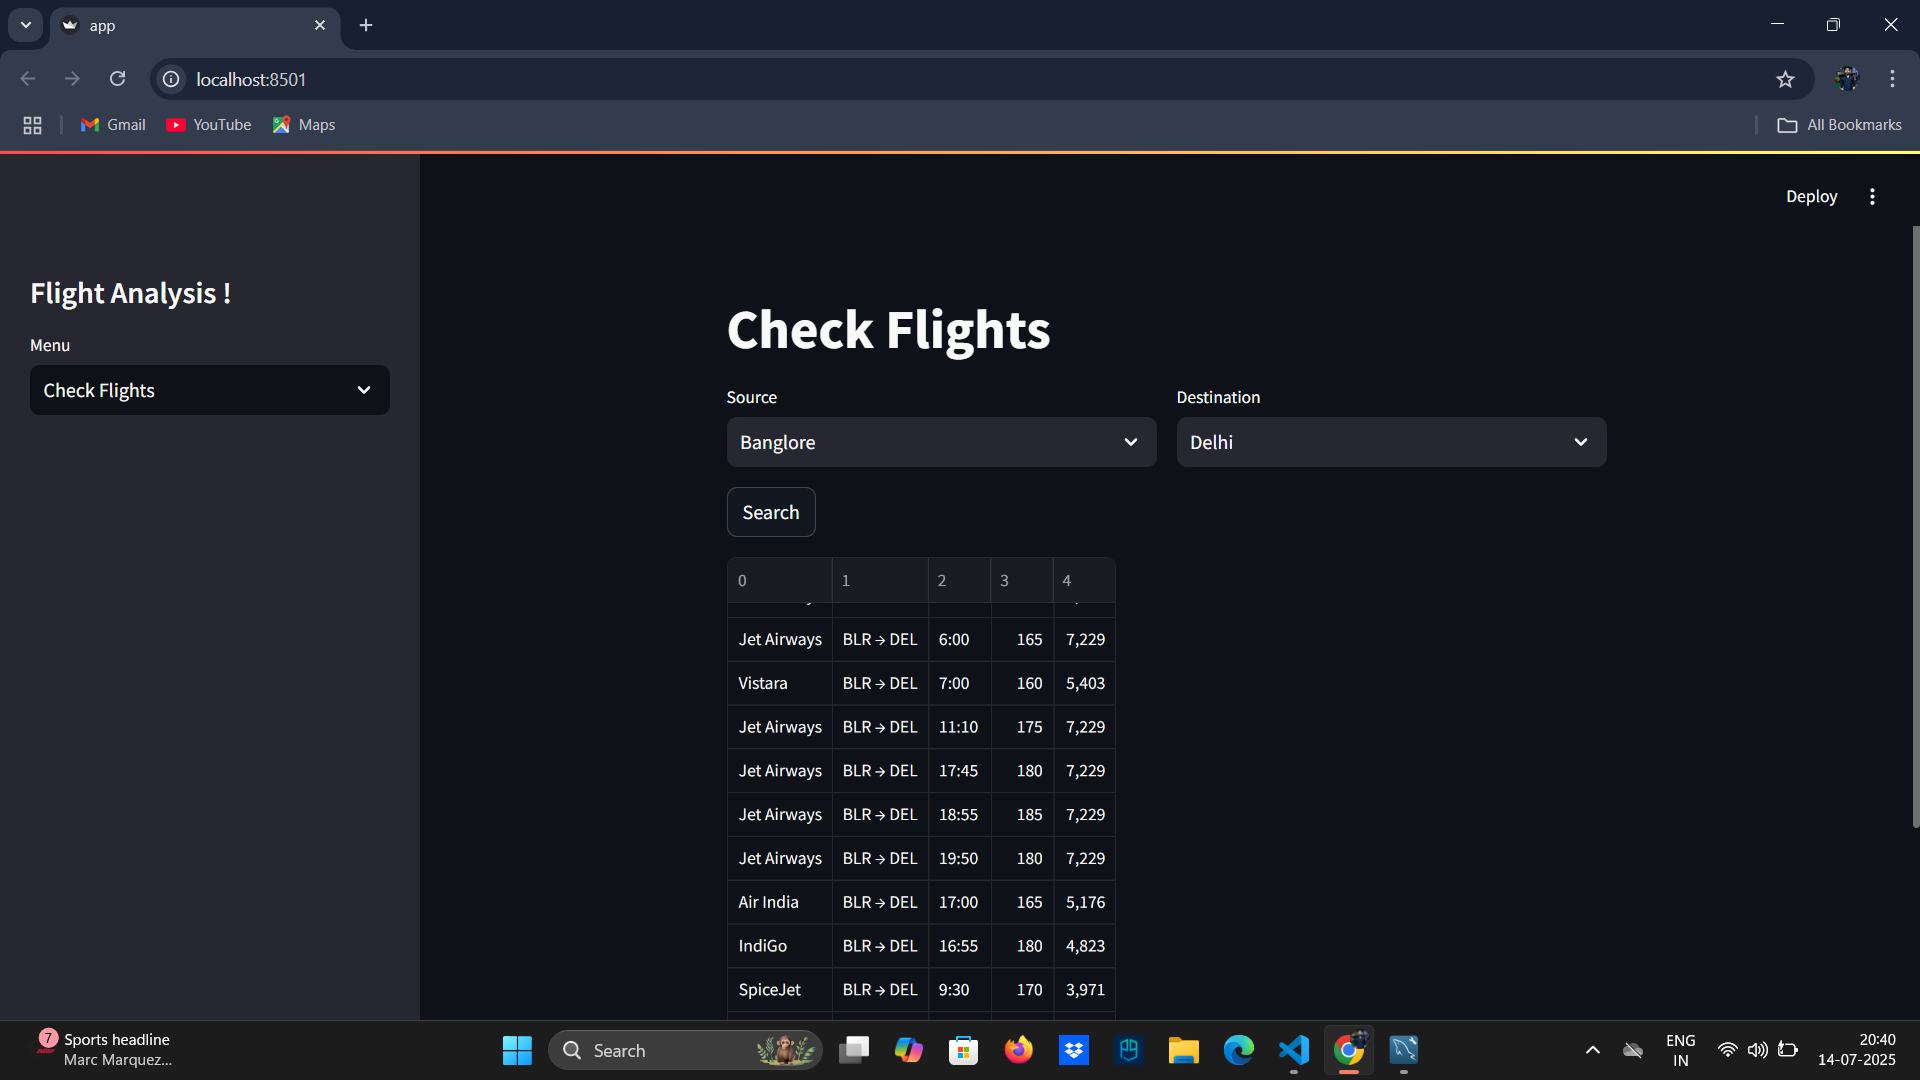 app
localhost:8501
Gmail
YouTube
Maps
All Bookmarks
Deploy
Flight Analysis !
Menu
Check Flights
Check Flights
Source
Destination
Banglore
Delhi
Search
0 1 2 3 4
Jet Airways BLR → DEL 6:00 165 7,229
Vistara BLR → DEL 7:00 160 5,403
Jet Airways BLR → DEL 11:10 175 7,229
Jet Airways BLR → DEL 17:45 180 7,229
Jet Airways BLR → DEL 18:55 185 7,229
Jet Airways BLR → DEL 19:50 180 7,229
Air India BLR → DEL 17:00 165 5,176
IndiGo BLR → DEL 16:55 180 4,823
SpiceJet BLR → DEL 9:30 170 3,971
7
Sports headline
Marc Marquez...
Search
ENG
IN
20:40
14-07-2025